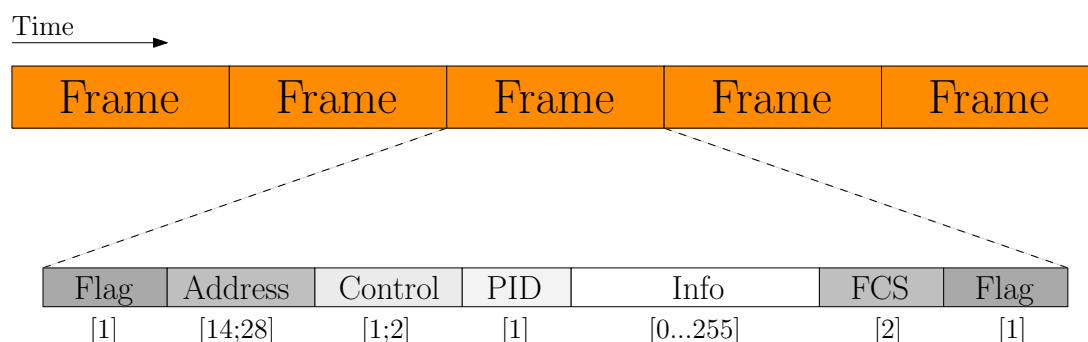 Time
Frame Frame Frame Frame Frame
Flag Address Control PID Info FCS Flag
[1] [14;28] [1;2] [1] [0...255] [2] [1]